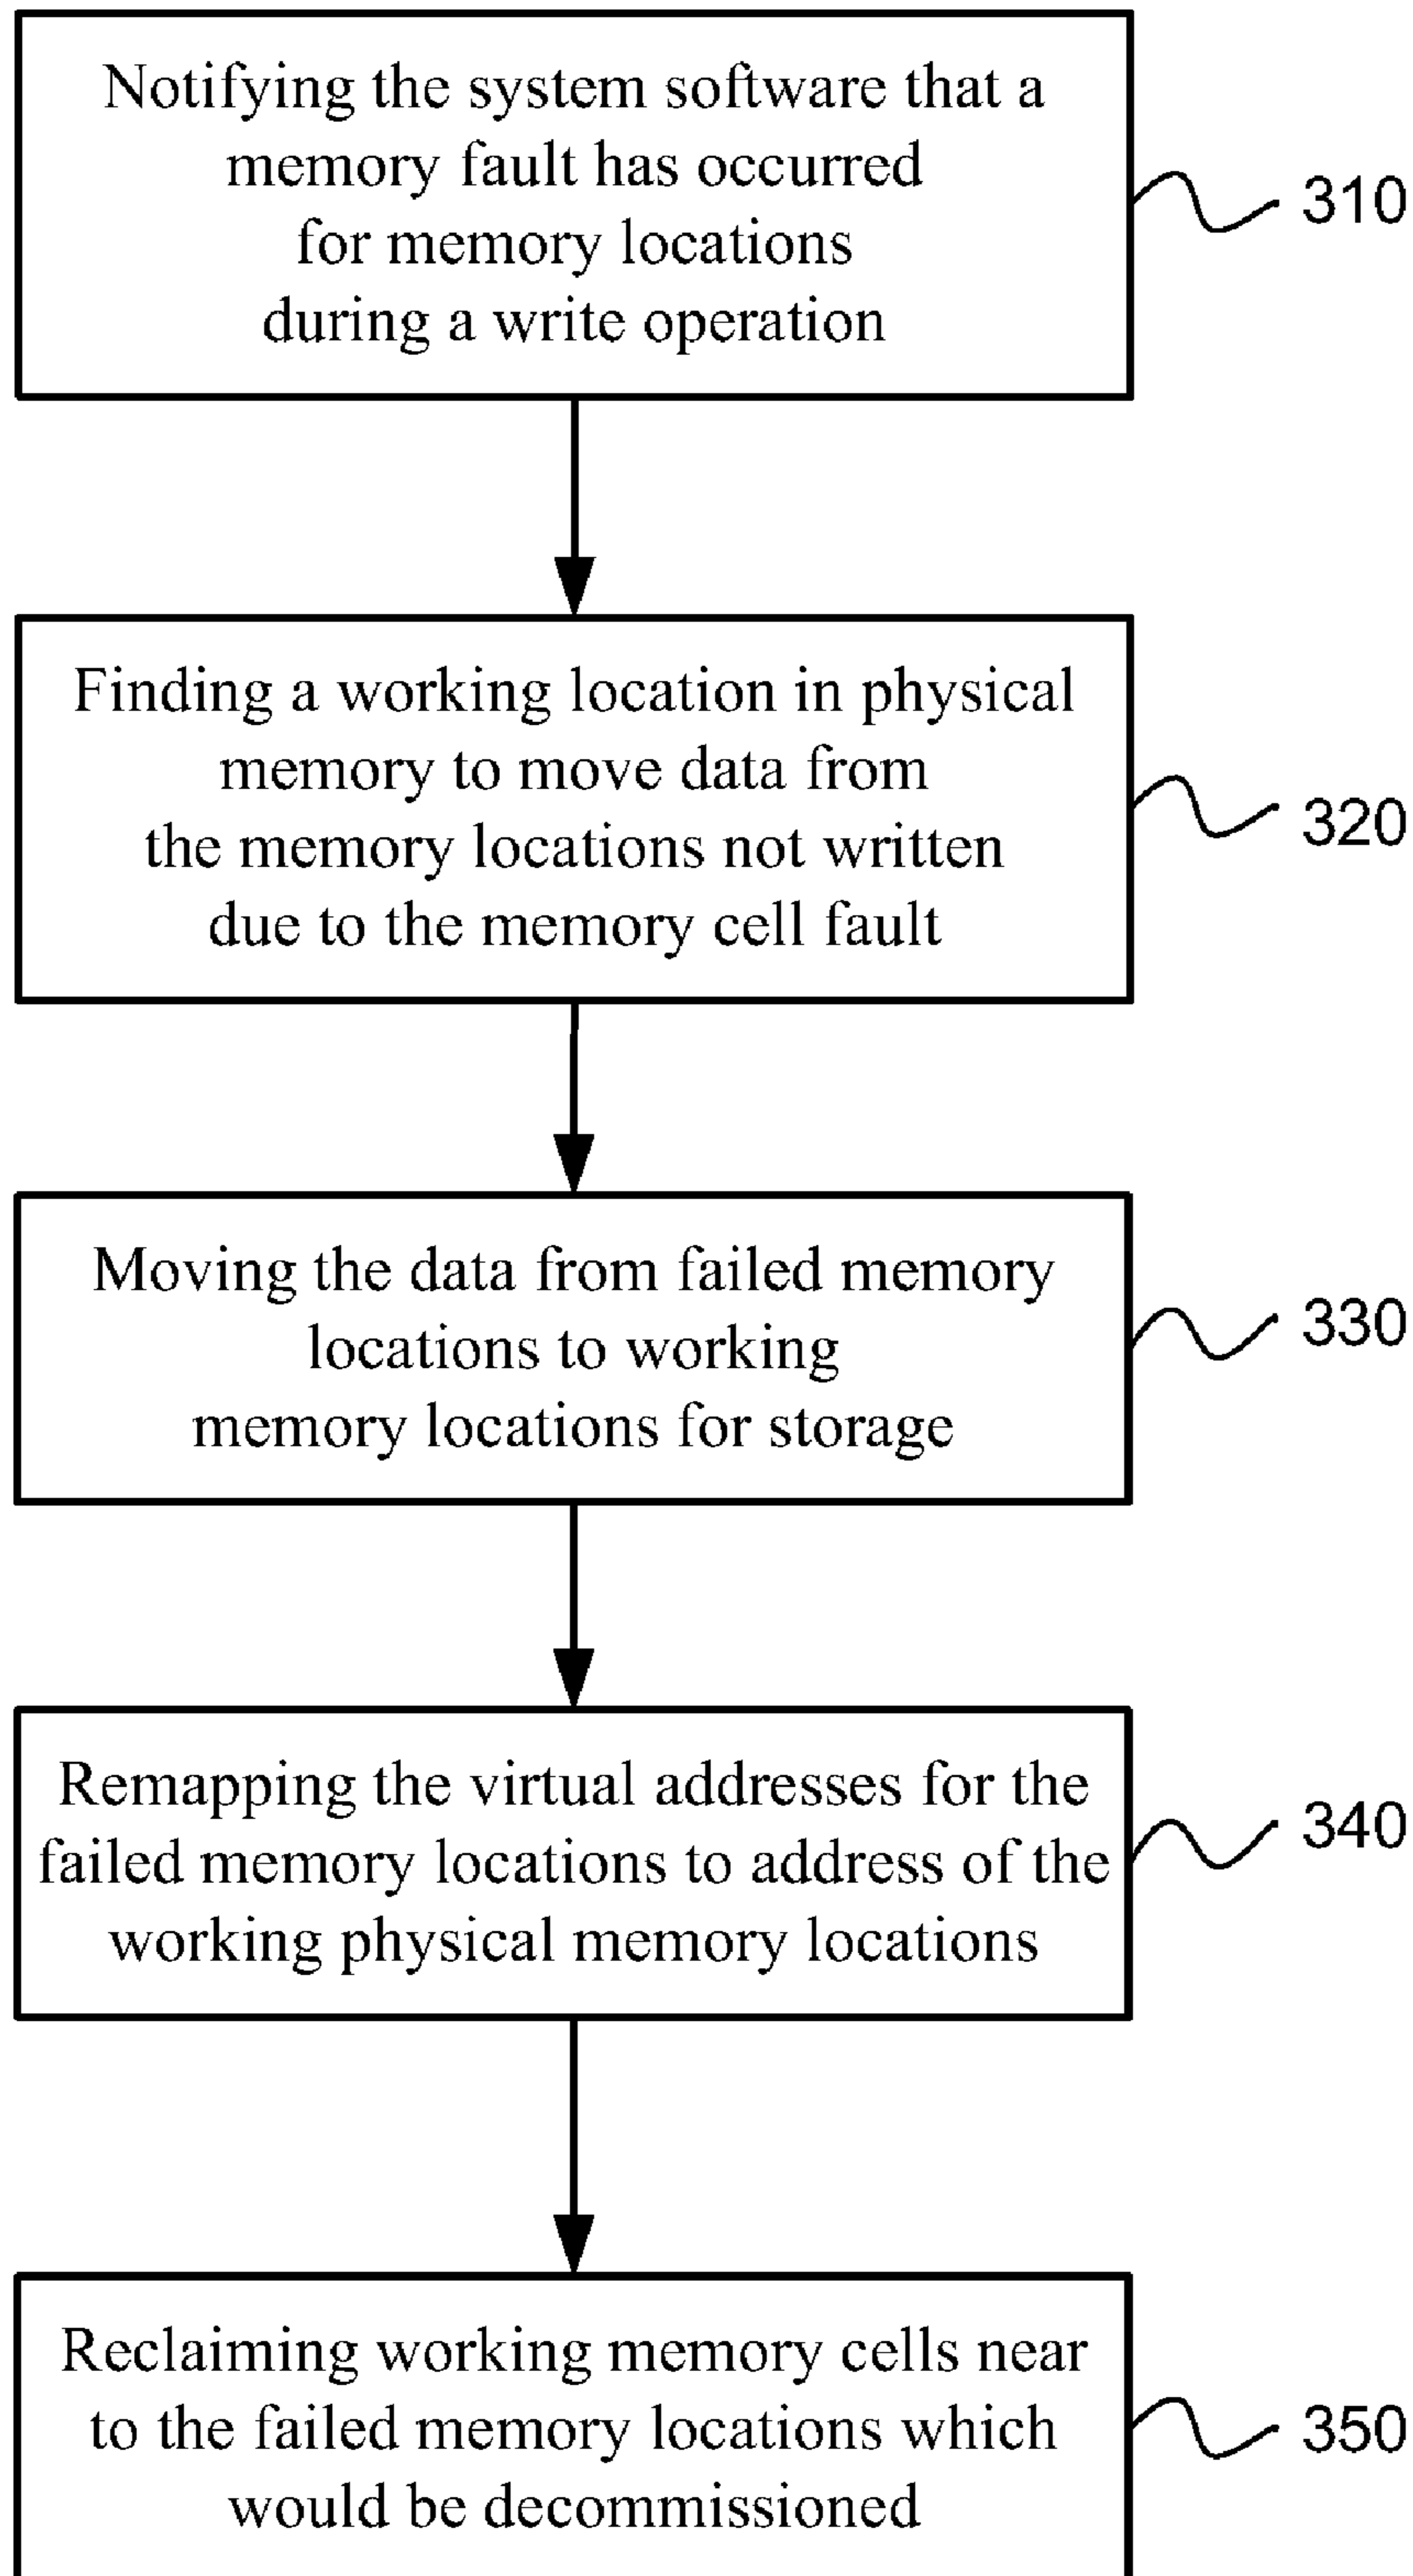 Notifying the system software that a
memory fault has occurred
for memory locations
during a write operation
310
Finding a working location in physical
memory to move data from
the memory locations not written
due to the memory cell fault
320
Moving the data from failed memory
locations to working
memory locations for storage
330
Remapping the virtual addresses for the
failed memory locations to address of the
working physical memory locations
340
Reclaiming working memory cells near
to the failed memory locations which
would be decommissioned
350